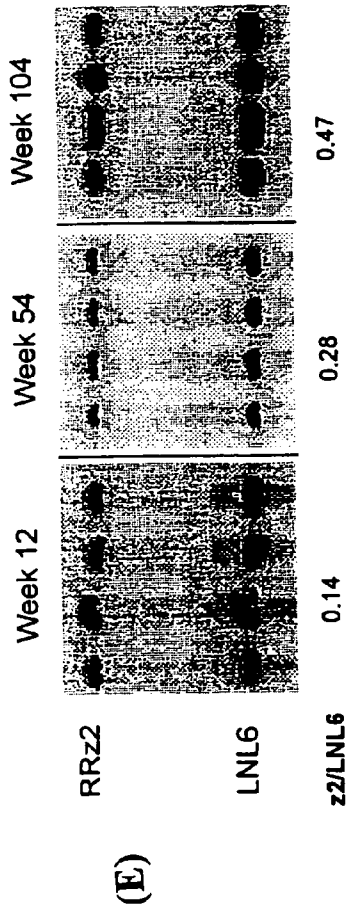 (E)
Week 12 Week 54 Week 104
RRz2
LNL6
z2/LNL6 0.14 0.28 0.47